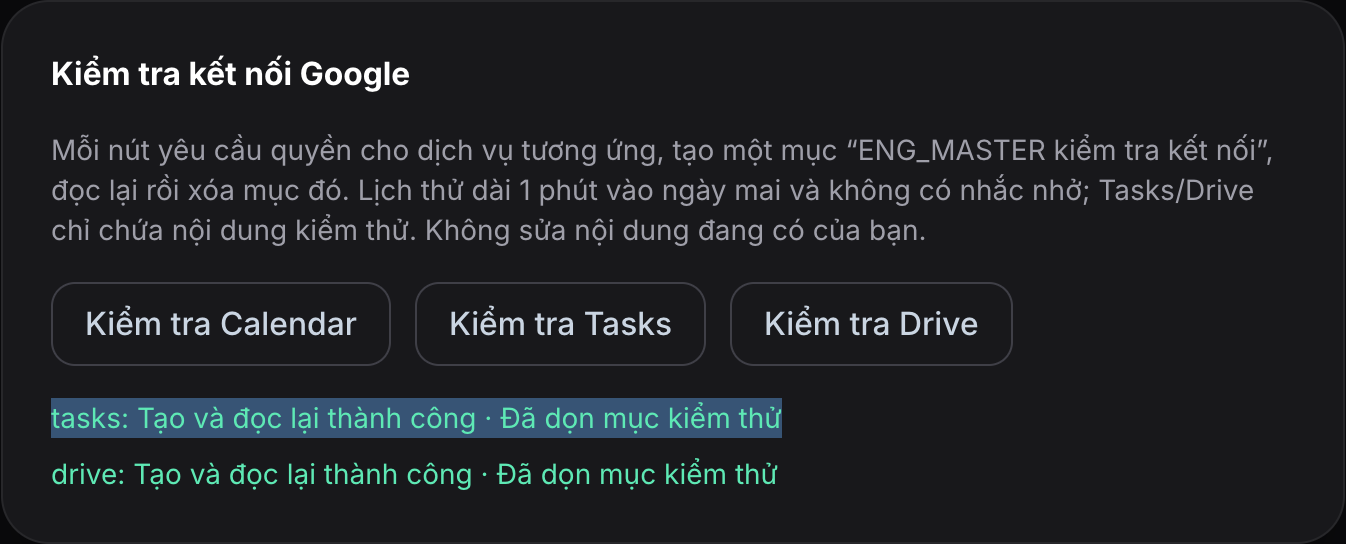 Kiểm tra kết nối Google
Mỗi nút yêu cầu quyền cho dịch vụ tương ứng, tạo một mục “ENG_MASTER kiểm tra kết nối”,
đọc lại rồi xóa mục đó. Lịch thử dài 1 phút vào ngày mai và không có nhắc nhở; Tasks/Drive
chỉ chứa nội dung kiểm thử. Không sửa nội dung đang có của bạn.
Kiểm tra Calendar
Kiểm tra Tasks
Kiểm tra Drive
tasks: Tạo và đọc lại thành công · Đã dọn mục kiểm thử
drive: Tạo và đọc lại thành công · Đã dọn mục kiểm thử